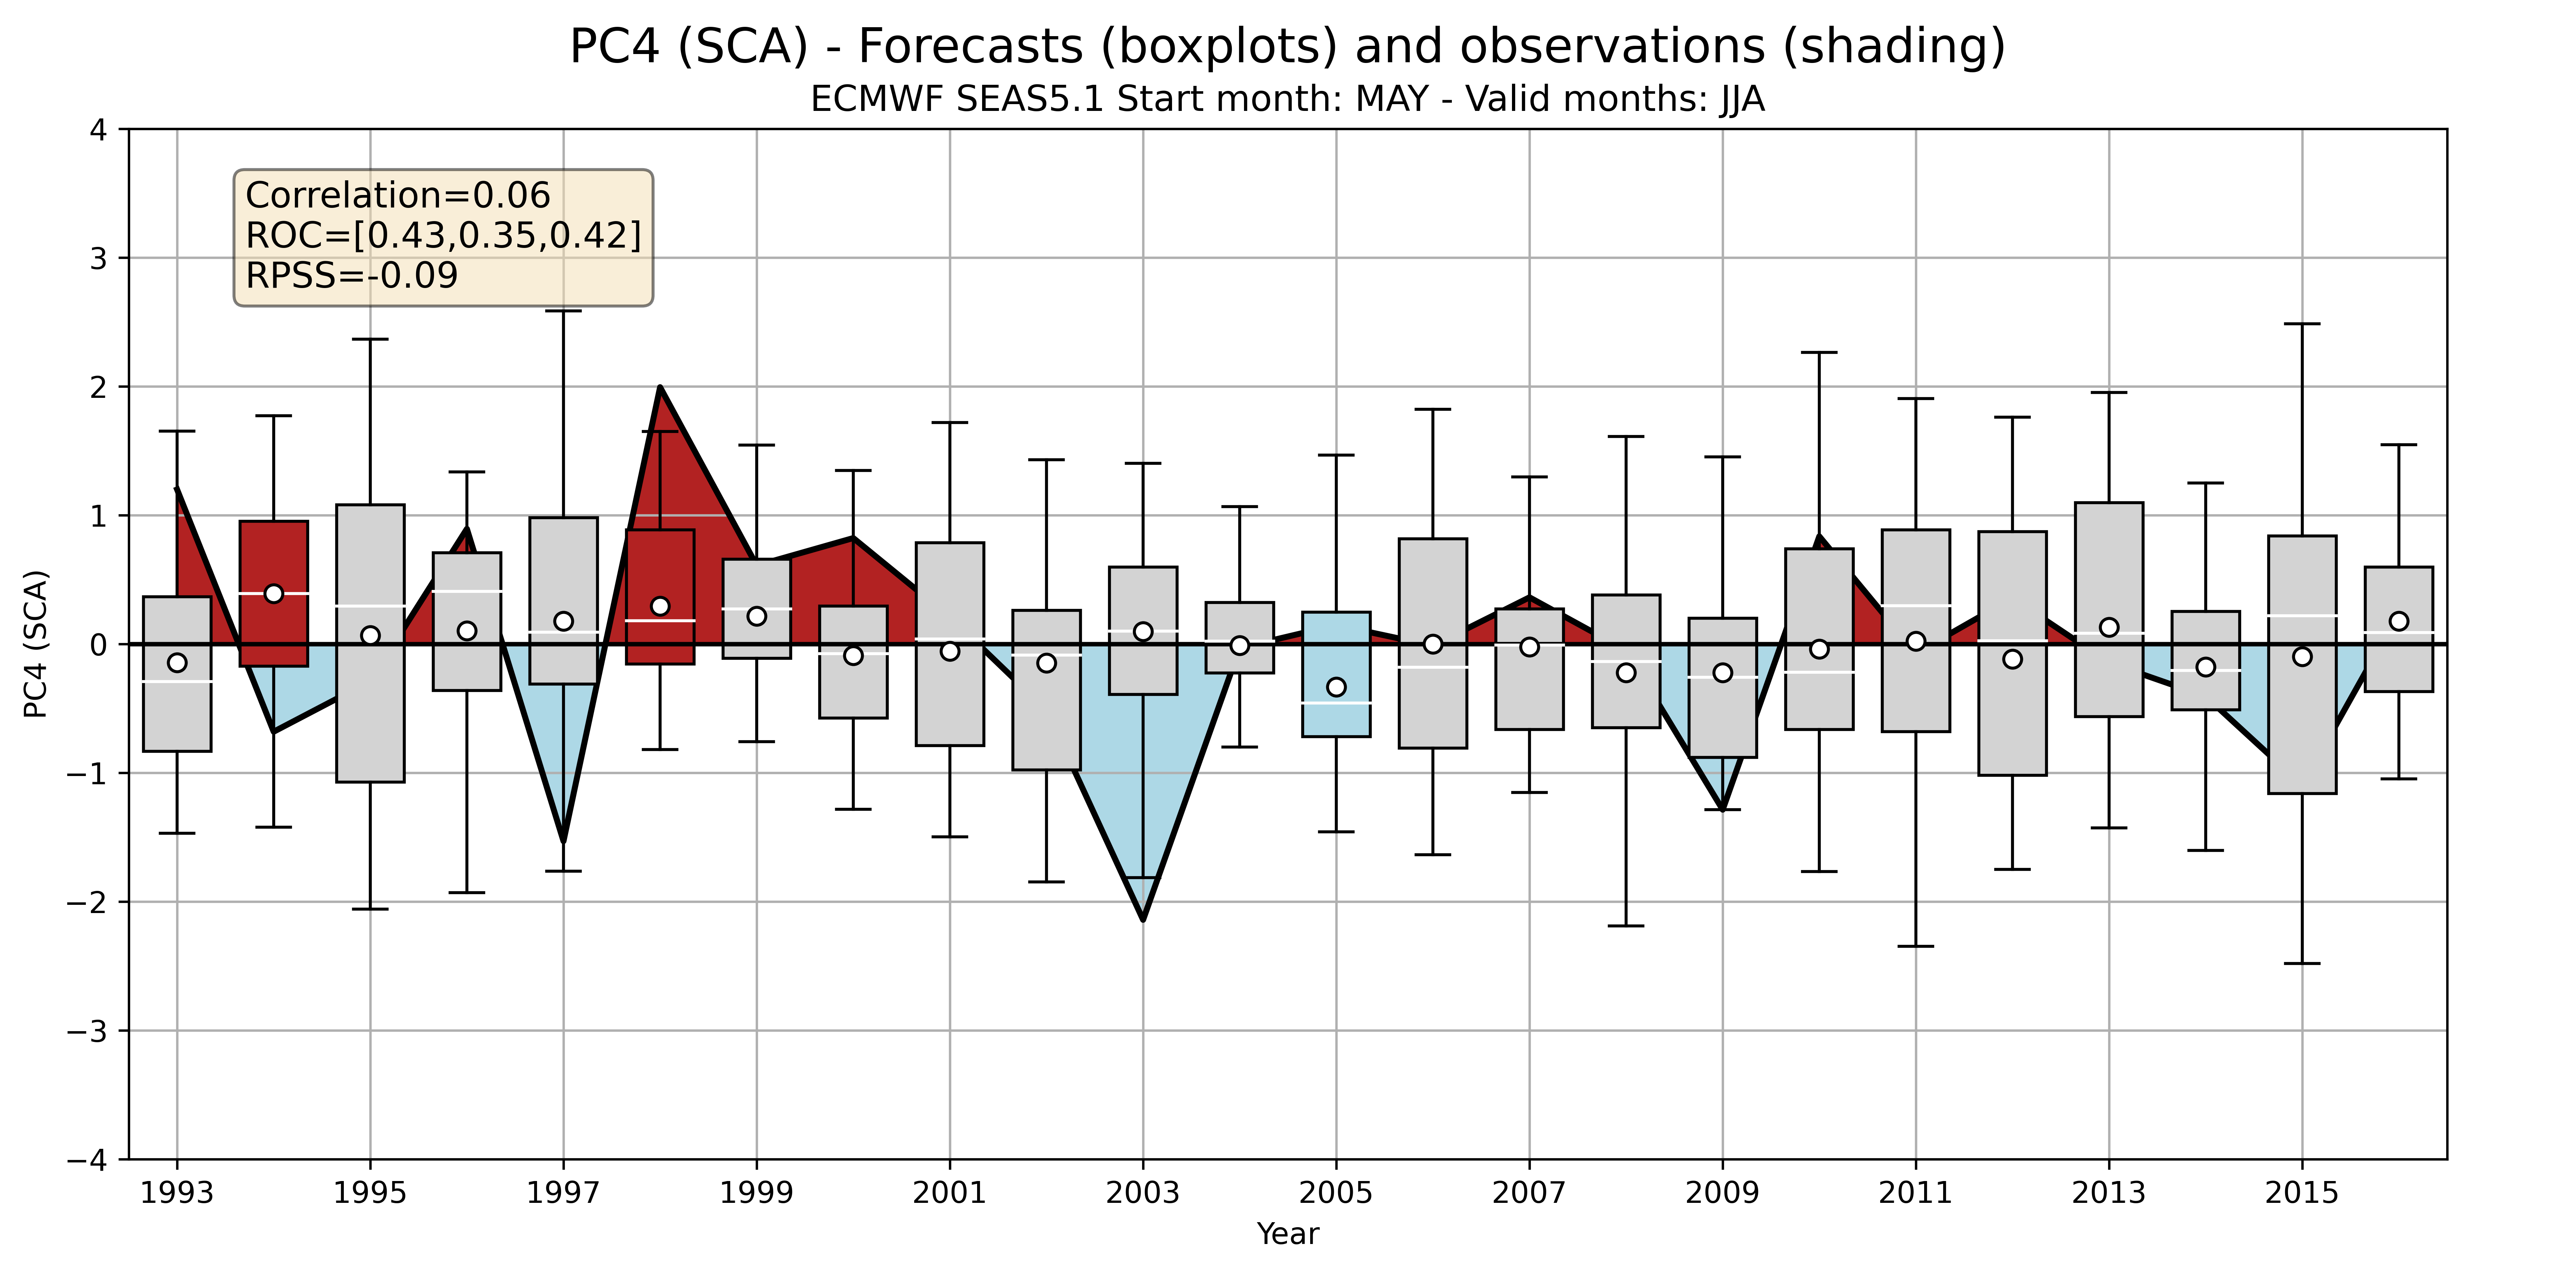 PC4 (SCA) - Forecasts (boxplots) and observations (shading)
ECMWF SEAS5.1 Start month: MAY - Valid months: JJA
Correlation=0.06
ROC=[0.43,0.35,0.42]
RPSS=-0.09
PC4 (SCA)
4
3
2
1
0
−1
−2
−3
−4
1993 1995 1997 1999 2001 2003 2005 2007 2009 2011 2013 2015
Year